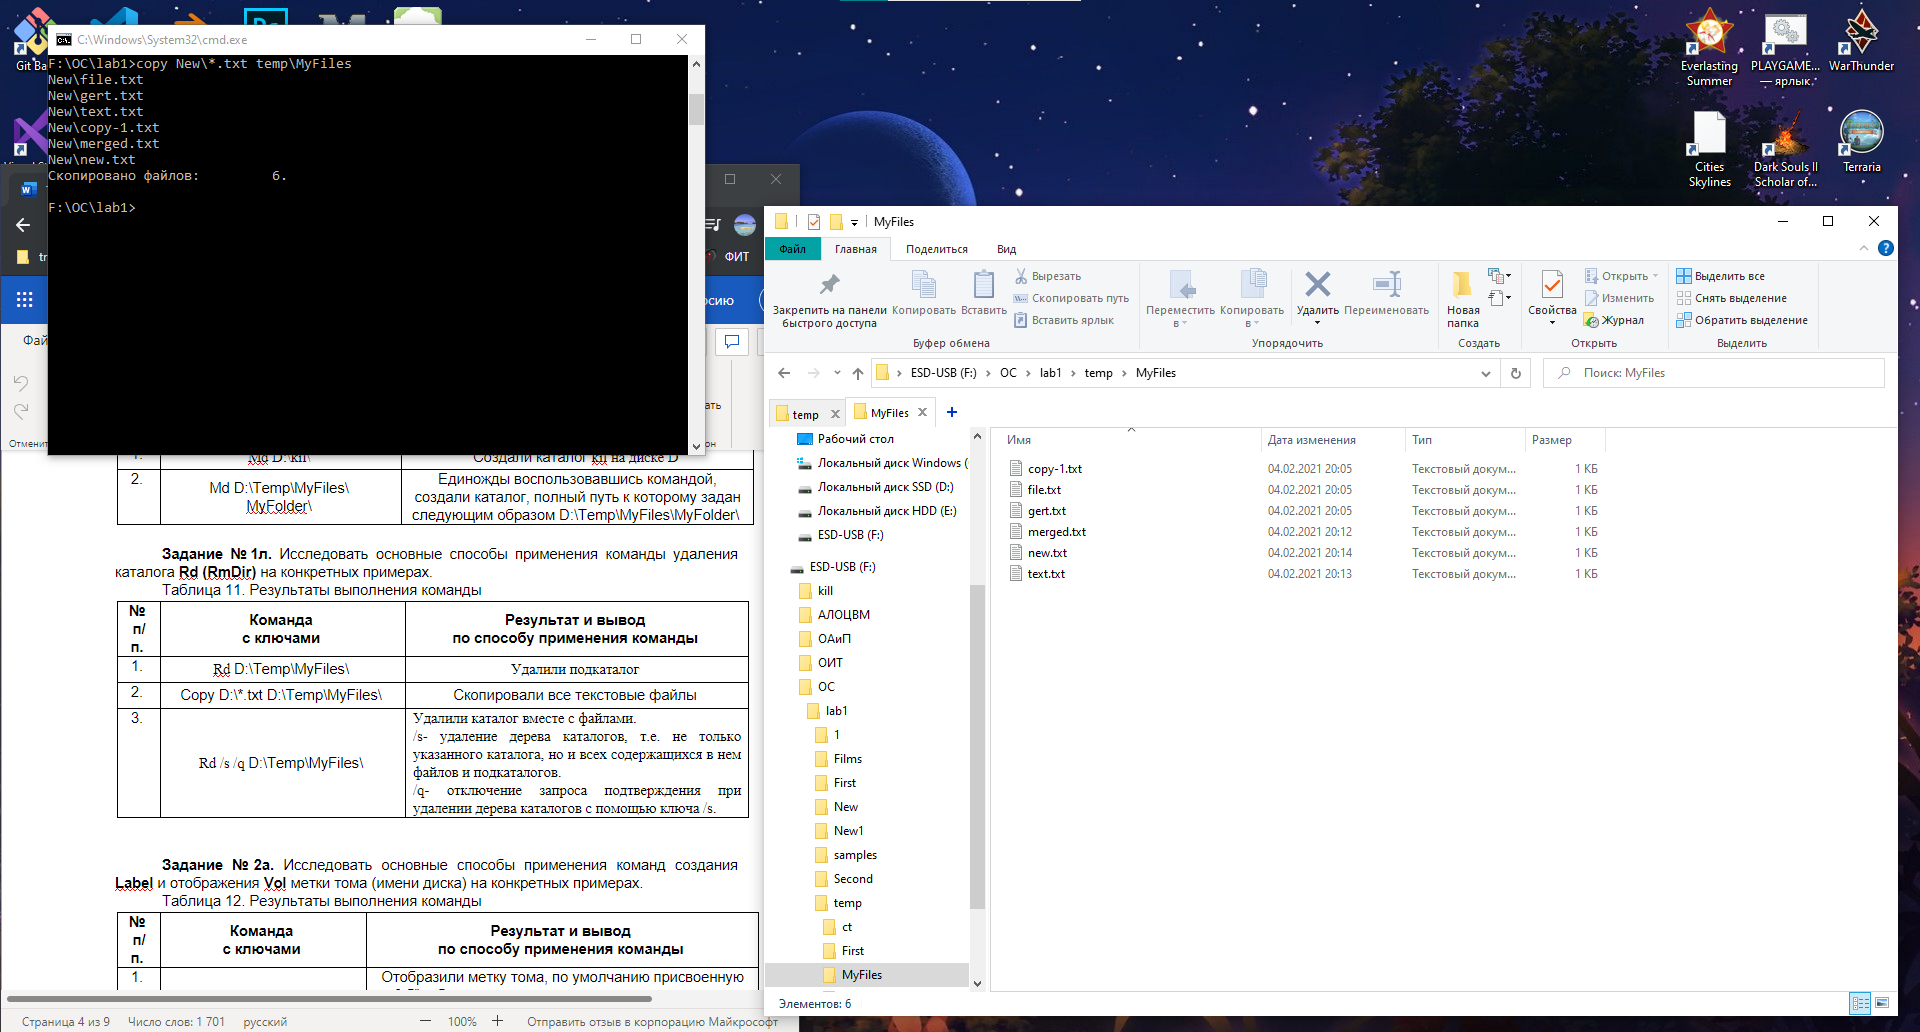 Git Ba
C:\Windows\System32\cmd.exe
F:\OC\lab1>copy New\*.txt temp\MyFiles
New\file.txt
New\gert.txt
New\text.txt
New\copy-1.txt
New\merged.txt
New\new.txt
Скопировано файлов:         6.
F:\OC\lab1>
Everlasting
Summer
PLAYGAME...
— ярлык.
WarThunder
Cities
Skylines
Dark Souls II
Scholar of...
Terraria
ФИТ
рсию
Фай
Отменит
ать
он
MyFiles
Файл
Главная
Поделиться
Вид
Закрепить на панели
быстрого доступа
Копировать
Вставить
Вырезать
Скопировать путь
Вставить ярлык
Буфер обмена
Переместить
в
Копировать
в
Удалить
Переименовать
Упорядочить
Новая
папка
Создать
Свойства
Открыть
Изменить
Журнал
Открыть
Выделить все
Снять выделение
Обратить выделение
Выделить
ESD-USB (F:) › OC › lab1 › temp › MyFiles
Поиск: MyFiles
temp
MyFiles
Рабочий стол
Локальный диск Windows (
Локальный диск SSD (D:)
Локальный диск HDD (E:)
ESD-USB (F:)
ESD-USB (F:)
kill
АЛОЦВМ
ОАиП
ОИТ
ОС
lab1
1
Films
First
New
New1
samples
Second
temp
ct
First
MyFiles
Имя Дата изменения Тип Размер
copy-1.txt 04.02.2021 20:05 Текстовый докум... 1 КБ
file.txt 04.02.2021 20:05 Текстовый докум... 1 КБ
gert.txt 04.02.2021 20:05 Текстовый докум... 1 КБ
merged.txt 04.02.2021 20:12 Текстовый докум... 1 КБ
new.txt 04.02.2021 20:14 Текстовый докум... 1 КБ
text.txt 04.02.2021 20:13 Текстовый докум... 1 КБ
Элементов: 6
1. Md D:\kil\ Создали каталог kil на диске D
2. Md D:\Temp\MyFiles\
MyFolder\
Единожды воспользовавшись командой,
создали каталог, полный путь к которому задан
следующим образом D:\Temp\MyFiles\MyFolder\
Задание №1л. Исследовать основные способы применения команды удаления
каталога Rd (RmDir) на конкретных примерах.
Таблица 11. Результаты выполнения команды
№
п/
п.
Команда
с ключами
Результат и вывод
по способу применения команды
1. Rd D:\Temp\MyFiles\ Удалили подкаталог
2. Copy D:\*.txt D:\Temp\MyFiles\ Скопировали все текстовые файлы
3. Rd /s /q D:\Temp\MyFiles\
Удалили каталог вместе с файлами.
/s- удаление дерева каталогов, т.е. не только
указанного каталога, но и всех содержащихся в нем
файлов и подкаталогов.
/q- отключение запроса подтверждения при
удалении дерева каталогов с помощью ключа /s.
Задание №2а. Исследовать основные способы применения команд создания
Label и отображения Vol метки тома (имени диска) на конкретных примерах.
Таблица 12. Результаты выполнения команды
№
п/
п.
Команда
с ключами
Результат и вывод
по способу применения команды
1. Отобразили метку тома, по умолчанию присвоенную
Страница 4 из 9 Число слов: 1 701 русский 100% Отправить отзыв в корпорацию Майкрософт